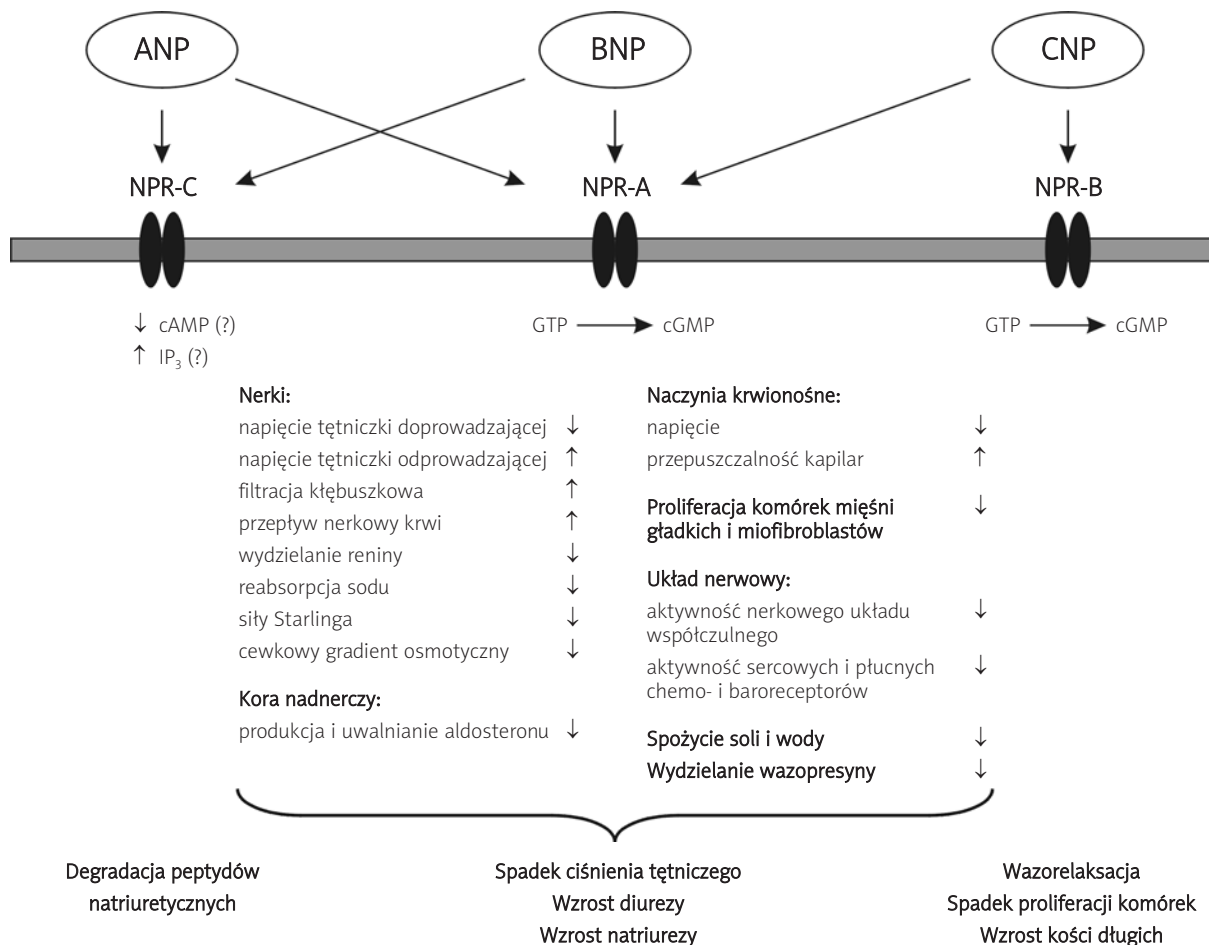 ANP
BNP
CNP
NPR-C
NPR-A
NPR-B
↓ cAMP (?)
↑ IP₃ (?)
GTP → cGMP
GTP → cGMP
Nerki:
napięcie tętniczki doprowadzającej ↓
napięcie tętniczki odprowadzającej ↑
filtracja kłębuszkowa ↑
przepływ nerkowy krwi ↑
wydzielanie reniny ↓
reabsorpcja sodu ↓
siły Starlinga ↓
cewkowy gradient osmotyczny ↓
Kora nadnerczy:
produkcja i uwalnianie aldosteronu ↓
Naczynia krwionośne:
napięcie ↓
przepuszczalność kapilar ↑
Proliferacja komórek mięśni ↓
gładkich i miofibroblastów
Układ nerwowy:
aktywność nerkowego układu ↓
współczulnego
aktywność sercowych i płucnych ↓
chemo- i baroreceptorów
Spożycie soli i wody ↓
Wydzielanie wazopresyny ↓
Degradacja peptydów
natriuretycznych
Spadek ciśnienia tętniczego
Wzrost diurezy
Wzrost natriurezy
Wazorelaksacja
Spadek proliferacji komórek
Wzrost kości długich